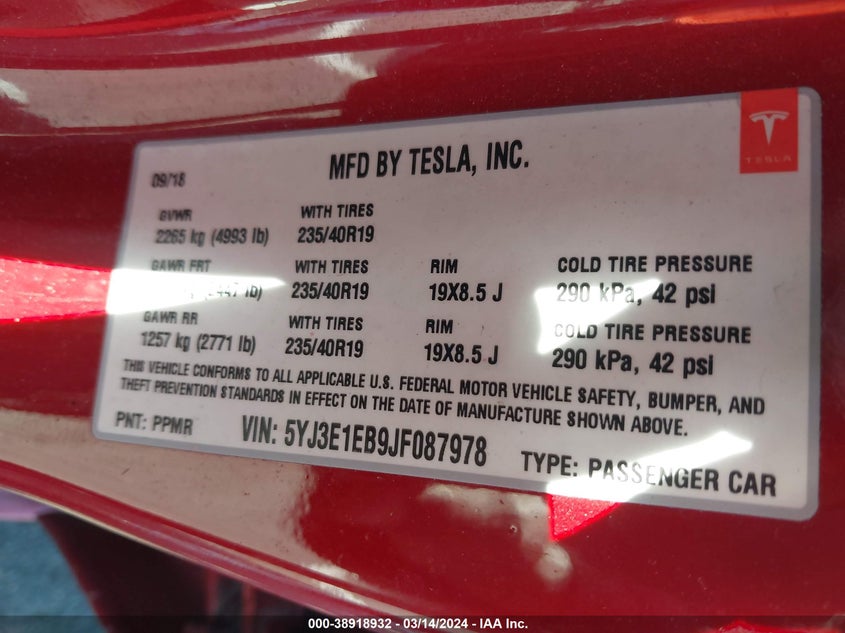 09/18
MFD BY TESLA, INC.
TESLA
GVWR
WITH TIRES
2265 kg (4993 lb)
235/40R19
GAWR FRT
WITH TIRES
RIM
COLD TIRE PRESSURE
lb)
235/40R19
19X8.5 J
290 kPa, 42 psi
GAWR RR
WITH TIRES
RIM
COLD TIRE PRESSURE
1257 kg (2771 lb)
235/40R19
19X8.5 J
290 kPa, 42 psi
THIS VEHICLE CONFORMS TO ALL APPLICABLE U.S. FEDERAL MOTOR VEHICLE SAFETY, BUMPER, AND
THEFT PREVENTION STANDARDS IN EFFECT ON THE DATE OF MANUFACTURE SHOWN ABOVE.
PNT: PPMR
VIN: 5YJ3E1EB9JF087978
TYPE: PASSENGER CAR
000-38918932 - 03/14/2024 - IAA Inc.